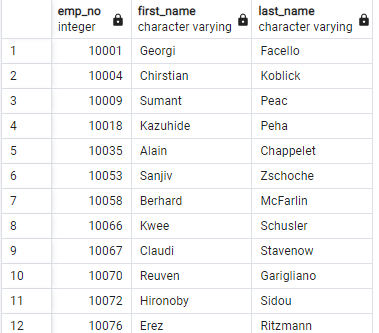 emp_no first_name last_name
integer character varying character varying
1 10001 Georgi Facello
2 10004 Chirstian Koblick
3 10009 Sumant Peac
4 10018 Kazuhide Peha
5 10035 Alain Chappelet
6 10053 Sanjiv Zschoche
7 10058 Berhard McFarlin
8 10066 Kwee Schusler
9 10067 Claudi Stavenow
10 10070 Reuven Garigliano
11 10072 Hironoby Sidou
12 10076 Erez Ritzmann